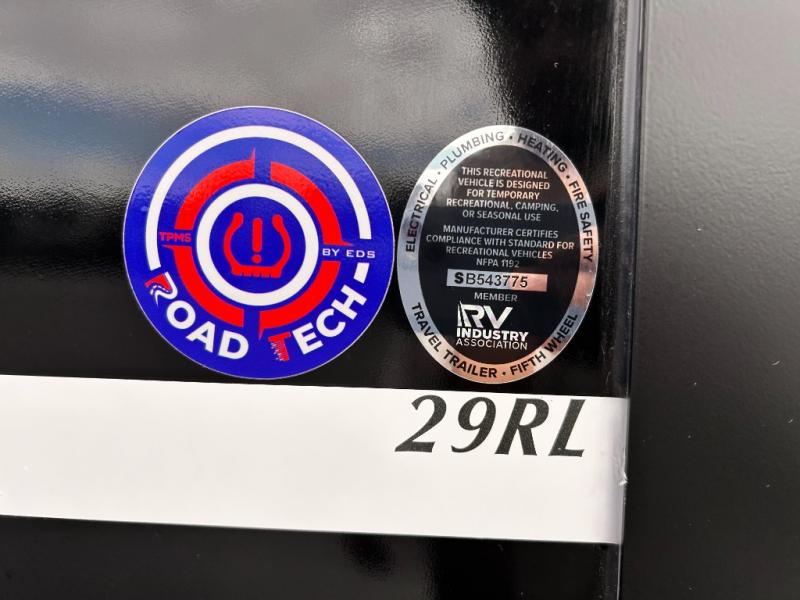 TPMS
BY EDS
ROAD TECH
ELECTRICAL • PLUMBING • HEATING • FIRE SAFETY
THIS RECREATIONAL
VEHICLE IS DESIGNED
FOR TEMPORARY
RECREATIONAL, CAMPING,
OR SEASONAL USE
MANUFACTURER CERTIFIES
COMPLIANCE WITH STANDARD FOR
RECREATIONAL VEHICLES
NFPA 1192
SB543775
MEMBER
RV
INDUSTRY
ASSOCIATION
TRAVEL TRAILER • FIFTH WHEEL
29RL